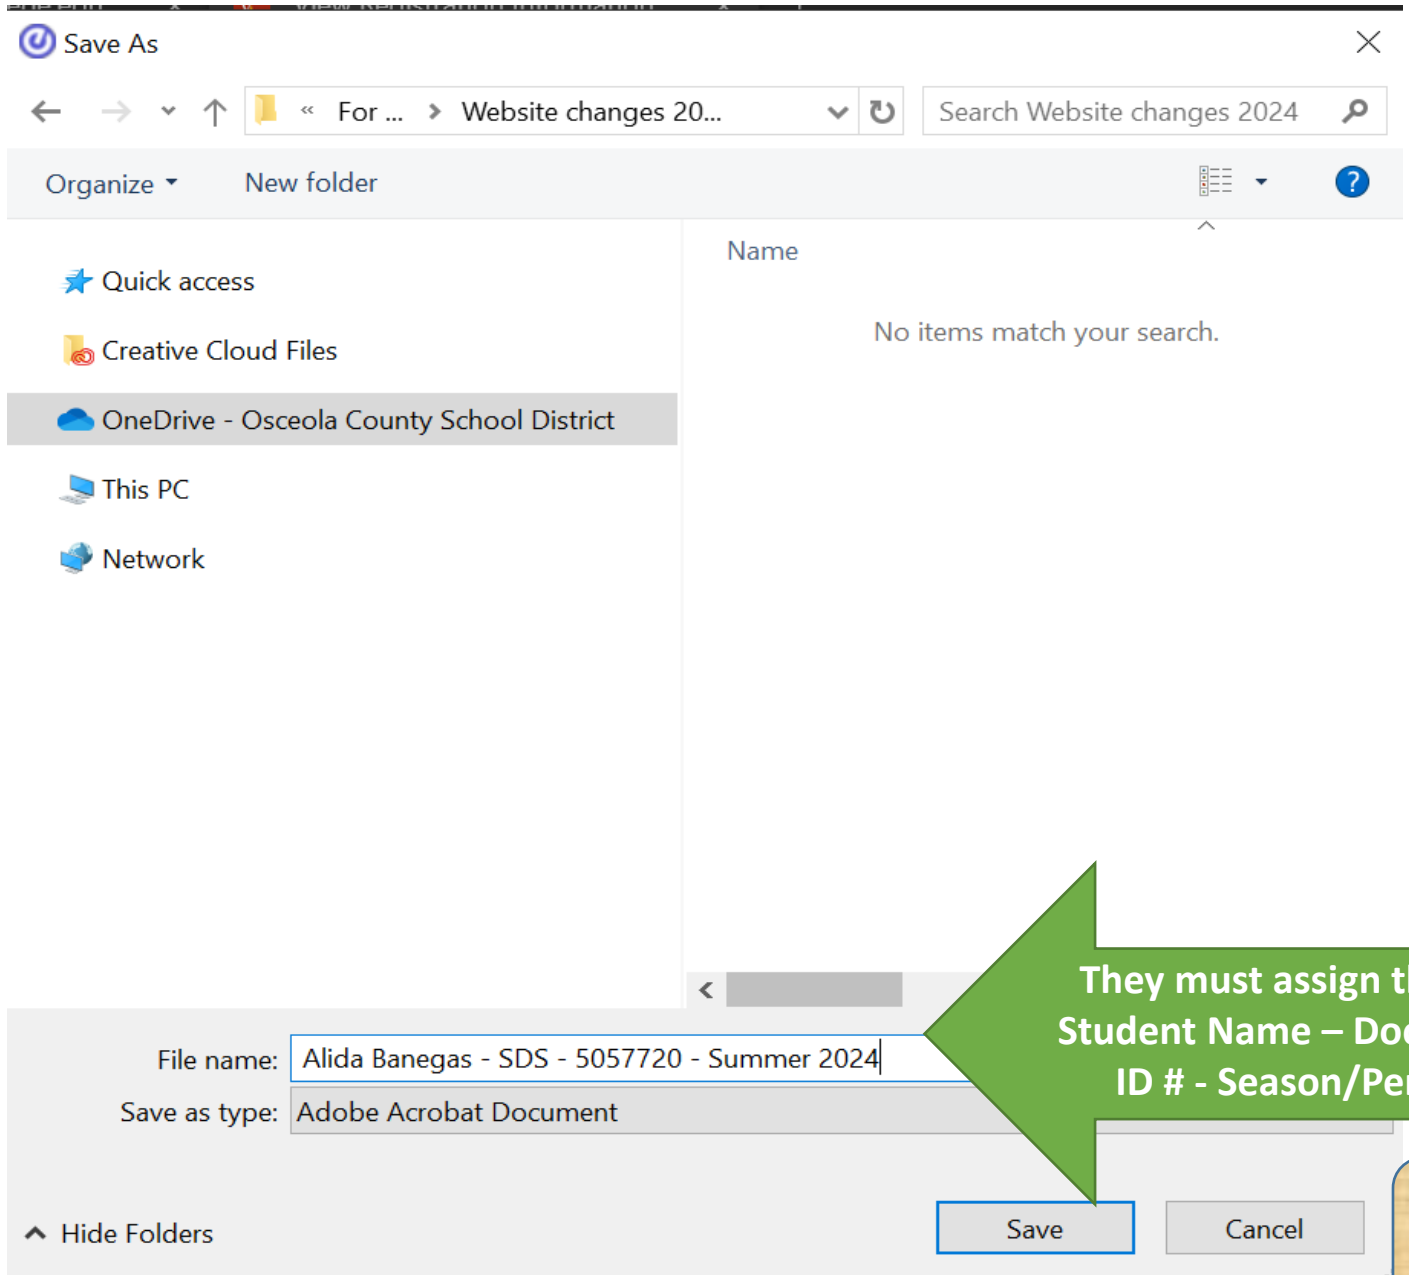 View Registration Information
Save As
« For ... > Website changes 20...
Search Website changes 2024
Organize
New folder
Name
Quick access
No items match your search.
Creative Cloud Files
OneDrive - Osceola County School District
This PC
Network
They must assign
Student Name –
File name: Alida Banegas - SDS - 5057720 - Summer 2024
ID # - Season/
Save as type: Adobe Acrobat Document
Hide Folders
Save
Cancel